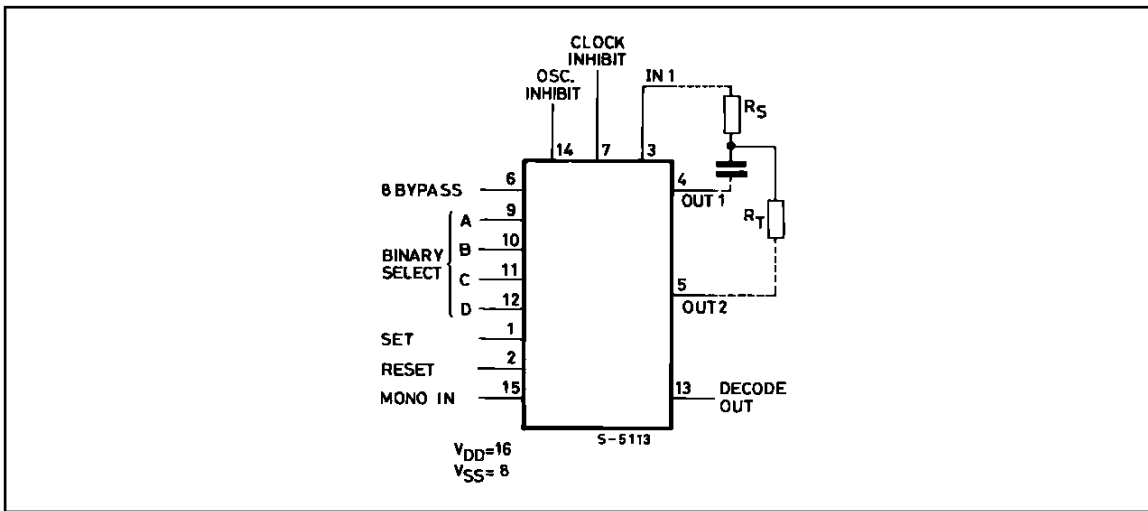 CLOCK
INHIBIT
OSC.
INHIBIT
IN 1
RS
14
7
3
6
8 BYPASS
4
OUT 1
9
A
RT
10
B
BINARY
SELECT
11
C
12
D
5
OUT 2
1
SET
2
RESET
15
MONO IN
13
DECODE
OUT
S-5113
VDD=16
VSS=8